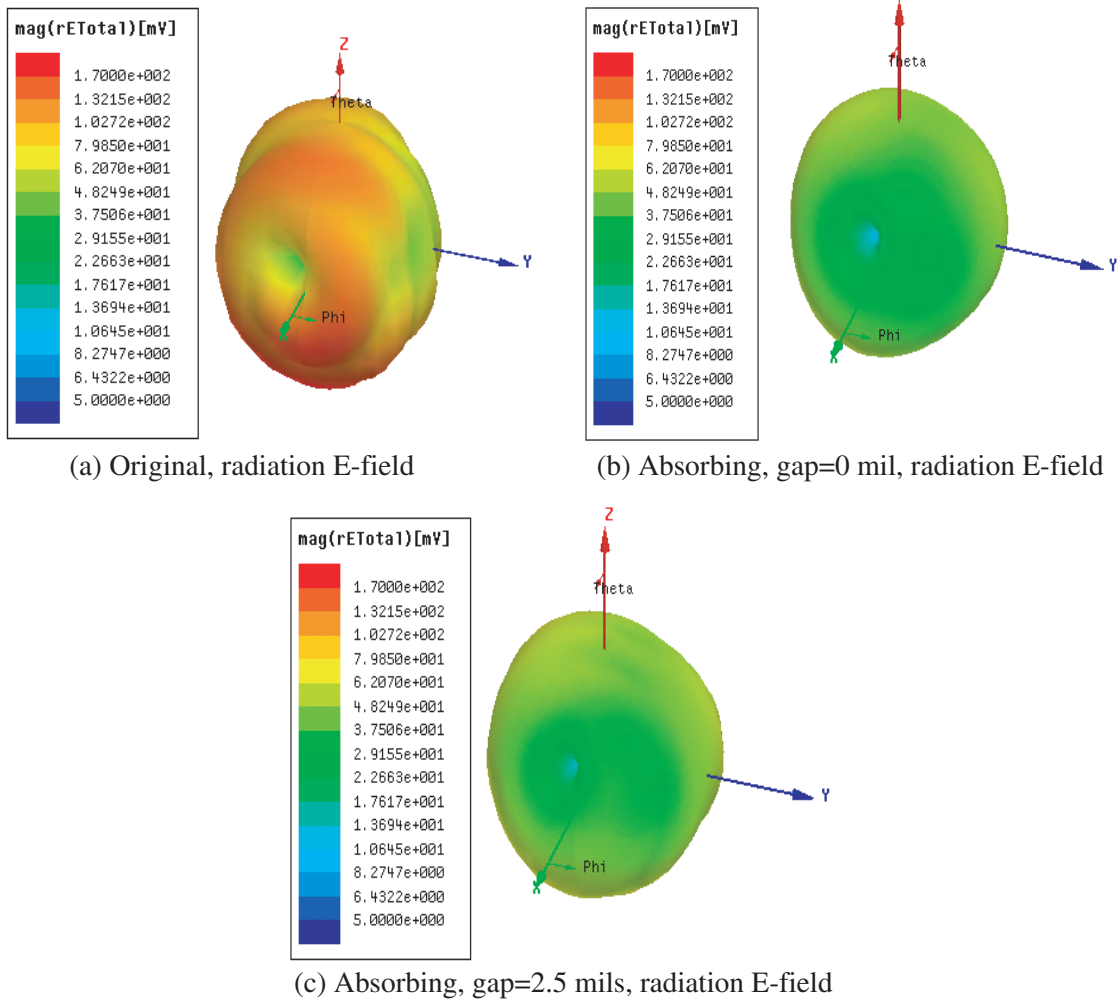 mag(rETotal)[mV]
1.7000e+002
1.3215e+002
1.0272e+002
7.9850e+001
6.2070e+001
4.8249e+001
3.7506e+001
2.9155e+001
2.2663e+001
1.7617e+001
1.3694e+001
1.0645e+001
8.2747e+000
6.4322e+000
5.0000e+000
Z
Theta
Y
Phi
X
(a) Original, radiation E-field
mag(rETotal)[mV]
1.7000e+002
1.3215e+002
1.0272e+002
7.9850e+001
6.2070e+001
4.8249e+001
3.7506e+001
2.9155e+001
2.2663e+001
1.7617e+001
1.3694e+001
1.0645e+001
8.2747e+000
6.4322e+000
5.0000e+000
Theta
Y
Phi
X
(b) Absorbing, gap=0 mil, radiation E-field
mag(rETotal)[mV]
1.7000e+002
1.3215e+002
1.0272e+002
7.9850e+001
6.2070e+001
4.8249e+001
3.7506e+001
2.9155e+001
2.2663e+001
1.7617e+001
1.3694e+001
1.0645e+001
8.2747e+000
6.4322e+000
5.0000e+000
Z
Theta
Y
Phi
X
(c) Absorbing, gap=2.5 mils, radiation E-field